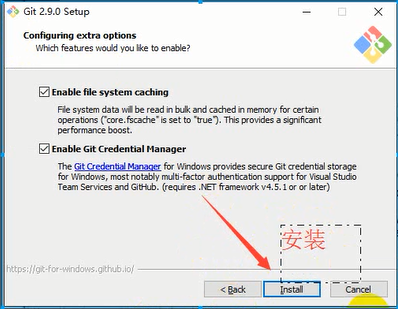 Git 2.9.0 Setup
Configuring extra options
Which features would you like to enable?
Enable file system caching
File system data will be read in bulk and cached in memory for certain
operations ("core.fscache" is set to "true"). This provides a significant
performance boost.
Enable Git Credential Manager
The Git Credential Manager for Windows provides secure Git credential storage
for Windows, most notably multi-factor authentication support for Visual Studio
Team Services and GitHub. (requires .NET framework v4.5.1 or or later)
安装
https://git-for-windows.github.io/
< Back
Install
Cancel